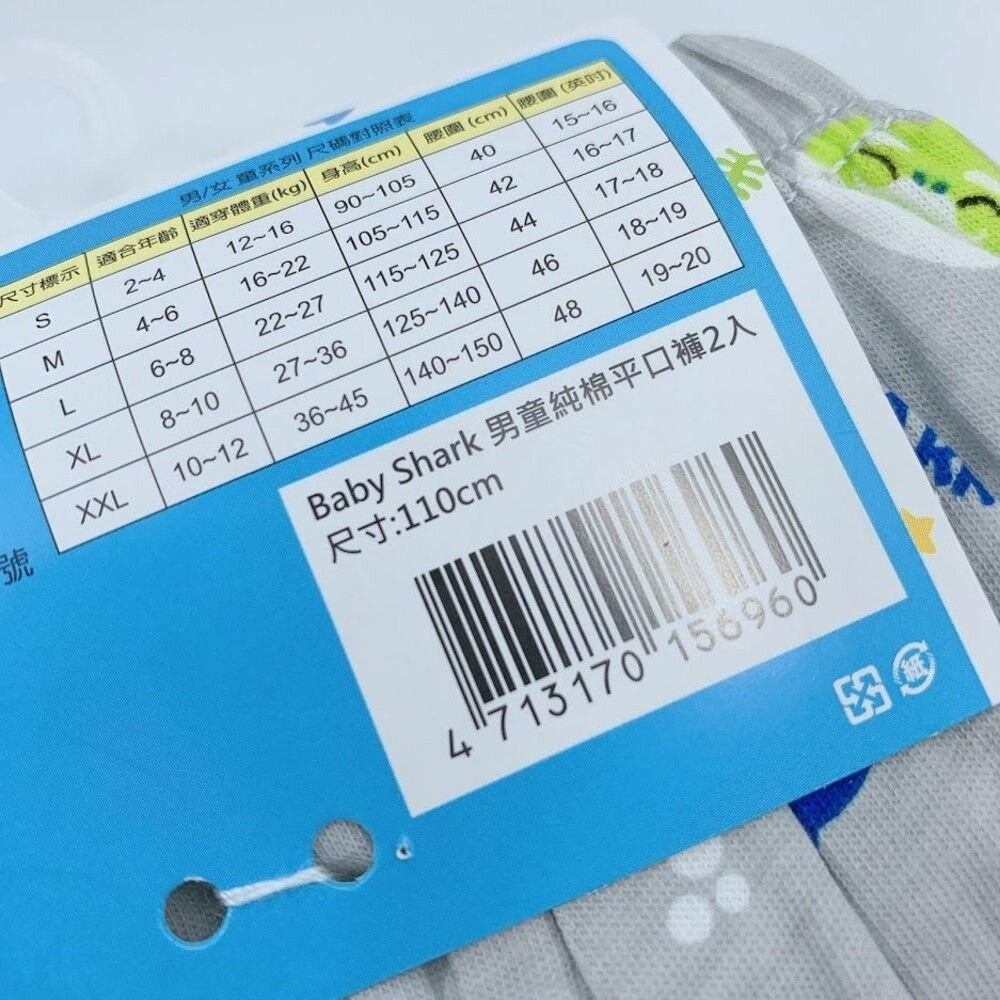 男/女 童系列 尺碼對照表
尺寸標示 適合年齡 適穿體重(kg) 身高(cm) 腰圍 (cm) 腰圍 (英吋)
S 2~4 12~16 90~105 40 15~16
M 4~6 16~22 105~115 42 16~17
L 6~8 22~27 115~125 44 17~18
XL 8~10 27~36 125~140 46 18~19
XXL 10~12 36~45 140~150 48 19~20
號
Baby Shark 男童純棉平口褲2入
尺寸:110cm
4 713170 156960
紙